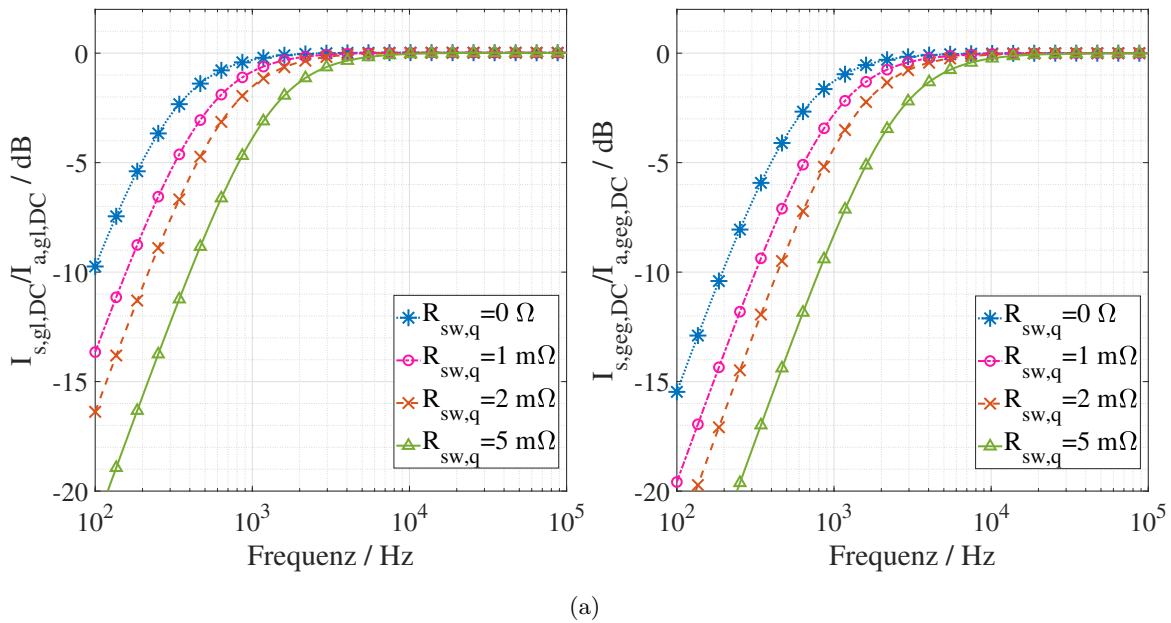 I_s,gl,DC/I_a,gl,DC / dB
0
-5
-10
-15
-20
10^2
10^3
10^4
10^5
Frequenz / Hz
R_sw,q=0 Ω
R_sw,q=1 mΩ
R_sw,q=2 mΩ
R_sw,q=5 mΩ
I_s,geg,DC/I_a,geg,DC / dB
0
-5
-10
-15
-20
10^2
10^3
10^4
10^5
Frequenz / Hz
R_sw,q=0 Ω
R_sw,q=1 mΩ
R_sw,q=2 mΩ
R_sw,q=5 mΩ
(a)